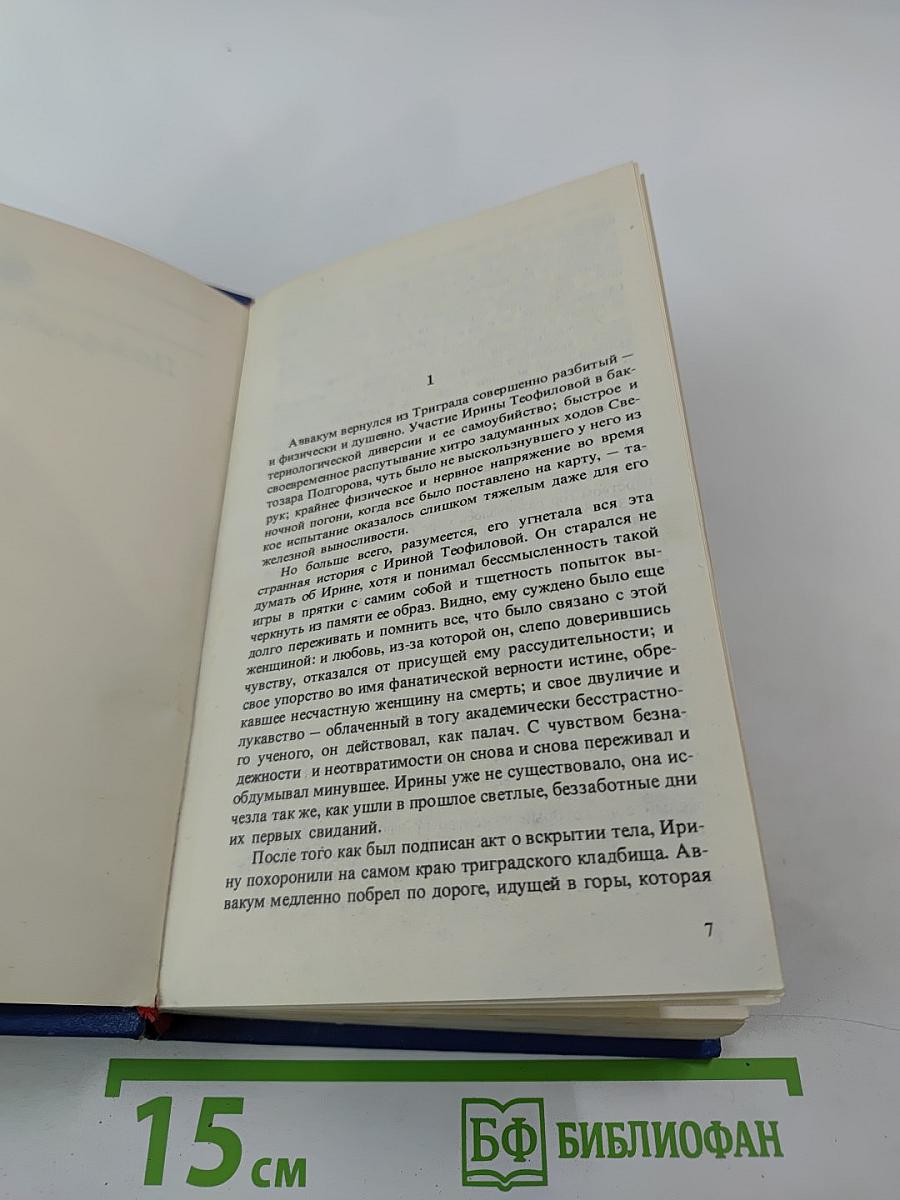 1
Аввакум вернулся из Триграда совершенно разбитый —
и физически и душевно. Участие Ирины Теофиловой в бак-
териологической диверсии и ее самоубийство; быстрое и
своевременное распутывание хитро задуманных ходов Све-
тозара Подгорова, чуть было не выскользнувшего у него из
рук; крайнее физическое и нервное напряжение во время
ночной погони, когда все было поставлено на карту, — та-
кое испытание оказалось слишком тяжелым даже для его
железной выносливости.
Но больше всего, разумеется, его угнетала вся эта
странная история с Ириной Теофиловой. Он старался не
думать об Ирине, хотя и понимал бессмысленность такой
игры в прятки с самим собой и тщетность попыток вы-
черкнуть из памяти ее образ. Видно, ему суждено было еще
долго переживать и помнить все, что было связано с этой
женщиной: и любовь, из-за которой он, слепо доверившись
чувству, отказался от присущей ему рассудительности; и
свое упорство во имя фанатической верности истине, обре-
кавшее несчастную женщину на смерть; и свое двуличие и
лукавство — облаченный в тогу академически бесстрастно-
го ученого, он действовал, как палач. С чувством безна-
дежности и неотвратимости он снова и снова переживал и
обдумывал минувшее. Ирины уже не существовало, она ис-
чезла так же, как ушли в прошлое светлые, беззаботные дни
их первых свиданий.
После того как был подписан акт о вскрытии тела, Ири-
ну похоронили на самом краю триградского кладбища. Ав-
вакум медленно побрел по дороге, идущей в горы, которая
7
15 см
БФ БИБЛИОФАН